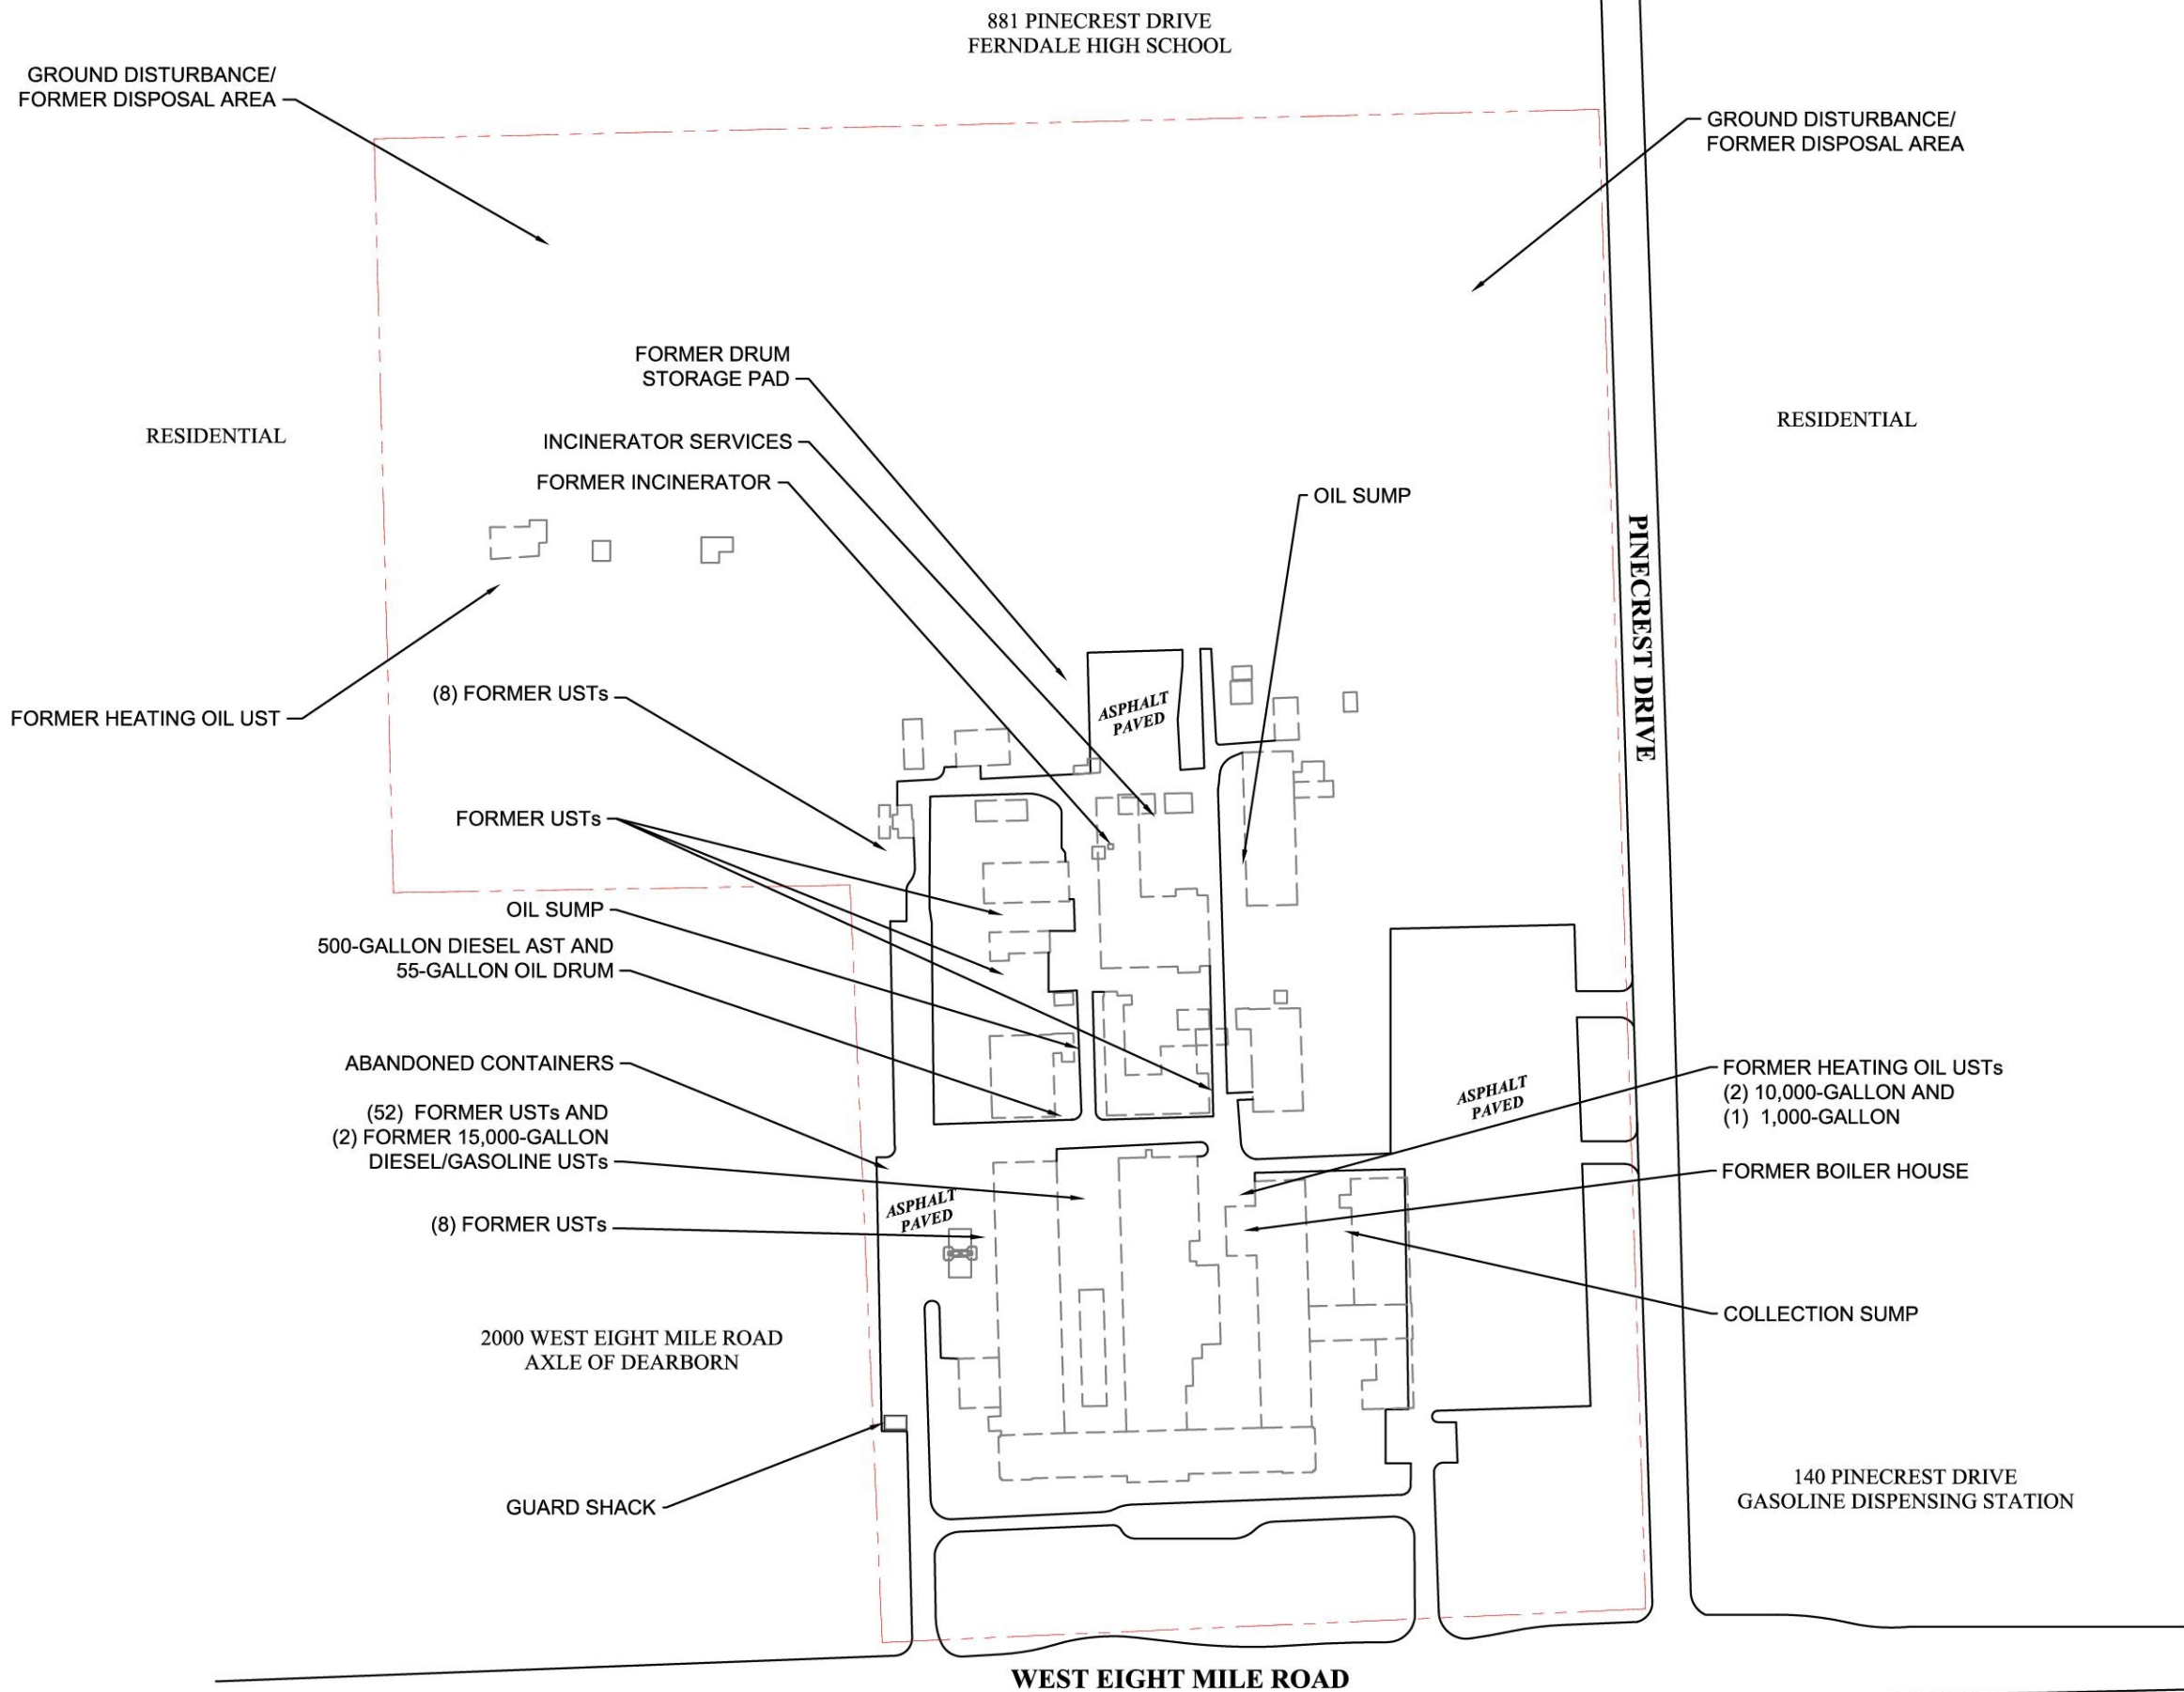 881 PINECREST DRIVE
FERNDALE HIGH SCHOOL
GROUND DISTURBANCE/
FORMER DISPOSAL AREA
GROUND DISTURBANCE/
FORMER DISPOSAL AREA
FORMER DRUM
STORAGE PAD
RESIDENTIAL
INCINERATOR SERVICES
FORMER INCINERATOR
OIL SUMP
RESIDENTIAL
PINECREST DRIVE
FORMER HEATING OIL UST
(8) FORMER USTs
ASPHALT
PAVED
FORMER USTs
OIL SUMP
500-GALLON DIESEL AST AND
55-GALLON OIL DRUM
ABANDONED CONTAINERS
(52) FORMER USTs AND
(2) FORMER 15,000-GALLON
DIESEL/GASOLINE USTs
(8) FORMER USTs
ASPHALT
PAVED
ASPHALT
PAVED
FORMER HEATING OIL USTs
(2) 10,000-GALLON AND
(1) 1,000-GALLON
FORMER BOILER HOUSE
COLLECTION SUMP
2000 WEST EIGHT MILE ROAD
AXLE OF DEARBORN
GUARD SHACK
140 PINECREST DRIVE
GASOLINE DISPENSING STATION
WEST EIGHT MILE ROAD